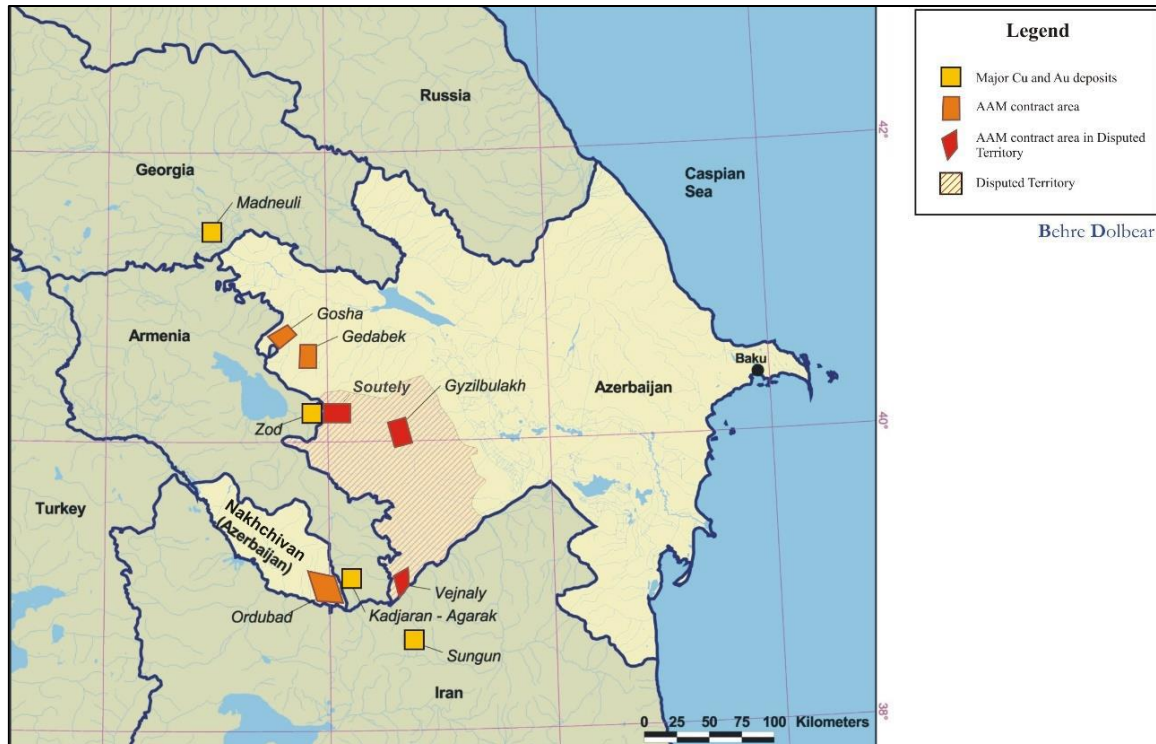 Legend
Major Cu and Au deposits
AAM contract area
AAM contract area in Disputed
Territory
Disputed Territory
Behre Dolbear
Russia
42°
Georgia
Caspian
Sea
Madneuli
Gosha
Armenia
Gedabek
Baku
Soutely
Gyzilbulakh
Azerbaijan
Zod
40°
Turkey
Nakhchivan
(Azerbaijan)
Vejnaly
Ordubad
Kadjaran - Agarak
Sungun
Iran
0 25 50 75 100 Kilometers
38°